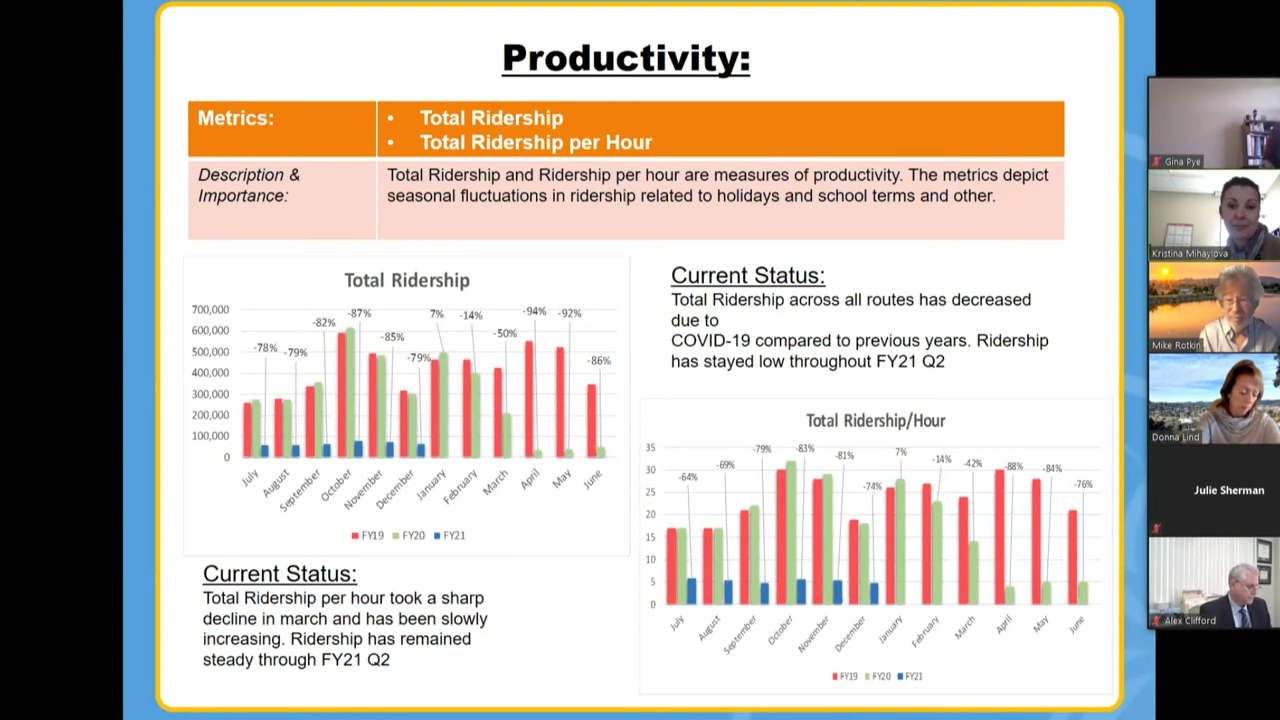 Productivity:
Metrics:
• Total Ridership
• Total Ridership per Hour
Description &
Importance:
Total Ridership and Ridership per hour are measures of productivity. The metrics depict
seasonal fluctuations in ridership related to holidays and school terms and other.
Total Ridership
700,000
600,000
500,000
400,000
300,000
200,000
100,000
0
-78%
-79%
-82%
-87%
-85%
-79%
7%
-14%
-50%
-94%
-92%
-86%
July
August
September
October
November
December
January
February
March
April
May
June
FY19 FY20 FY21
Current Status:
Total Ridership across all routes has decreased
due to
COVID-19 compared to previous years. Ridership
has stayed low throughout FY21 Q2
Current Status:
Total Ridership per hour took a sharp
decline in march and has been slowly
increasing. Ridership has remained
steady through FY21 Q2
Total Ridership/Hour
35
30
25
20
15
10
5
0
-64%
-69%
-79%
-83%
-81%
-74%
7%
-14%
-42%
-88%
-84%
-76%
July
August
September
October
November
December
January
February
March
April
May
June
FY19 FY20 FY21
Gina Pye
Kristina Mihaylova
Mike Rotkin
Donna Lind
Julie Sherman
Alex Clifford